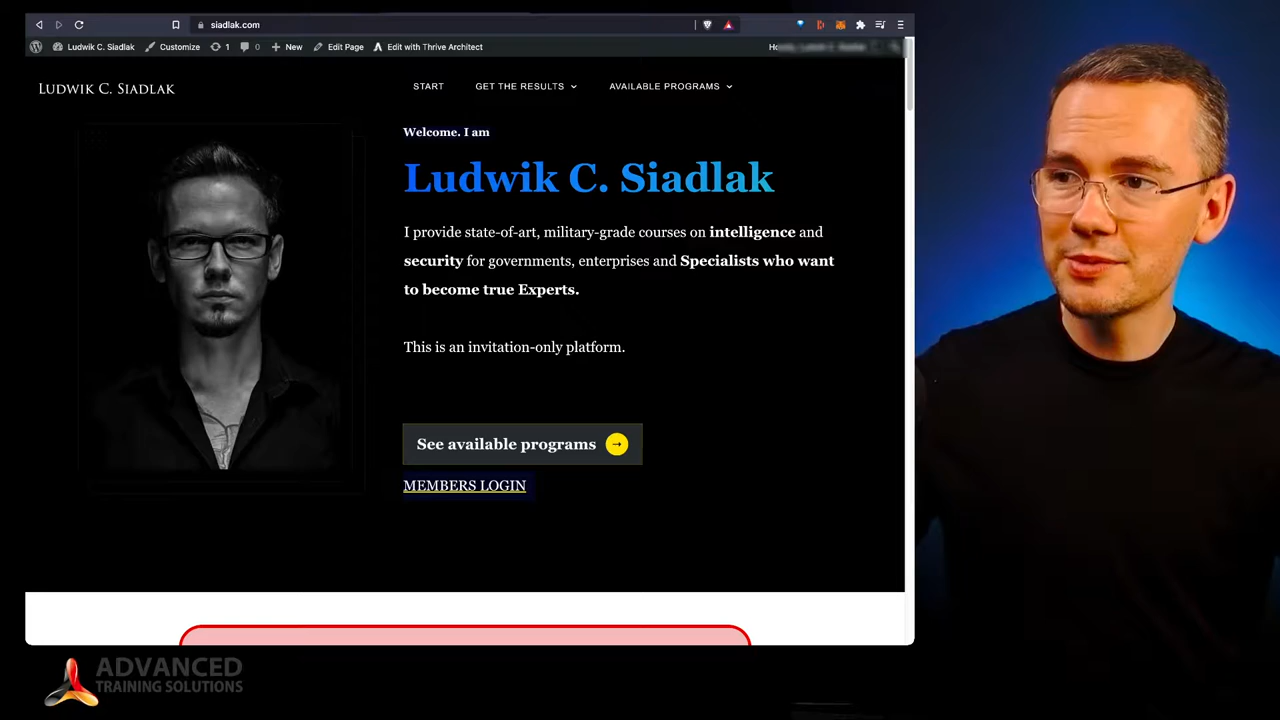 siadlak.com
Ludwik C. Siadlak Customize 1 0 New Edit Page Edit with Thrive Architect
LUDWIK C. SIADLAK START GET THE RESULTS AVAILABLE PROGRAMS
Welcome. I am
Ludwik C. Siadlak
I provide state-of-art, military-grade courses on intelligence and
security for governments, enterprises and Specialists who want
to become true Experts.
This is an invitation-only platform.
See available programs →
MEMBERS LOGIN
ADVANCED
TRAINING SOLUTIONS